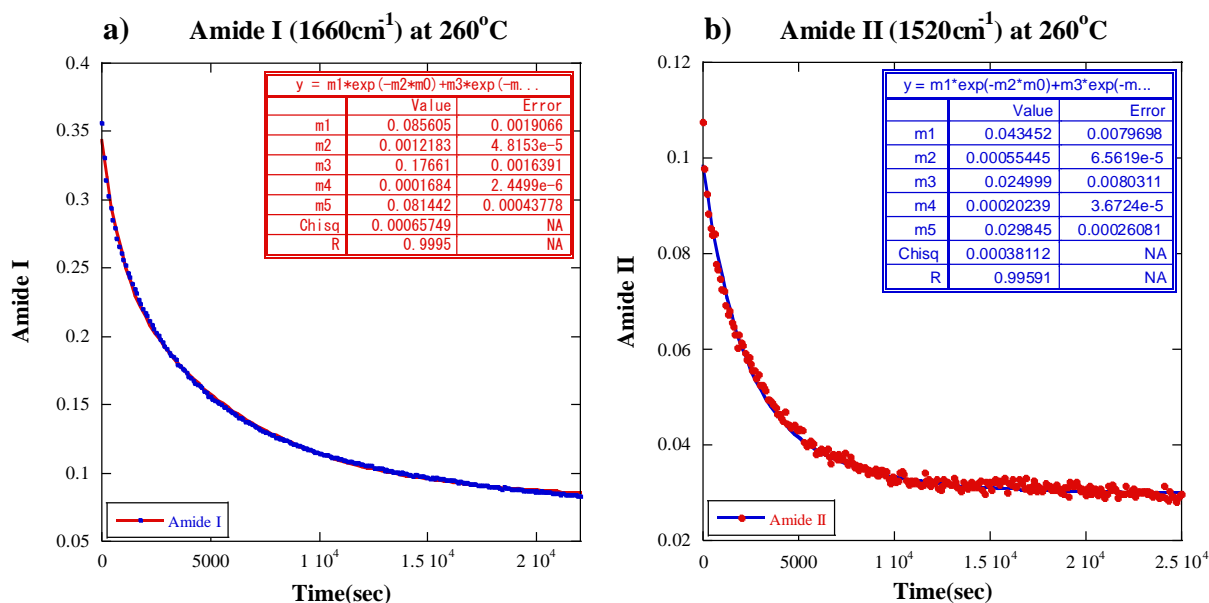 a) Amide I (1660cm⁻¹) at 260°C
0.4
0.35
0.3
0.25
0.2
0.15
0.1
0.05
Amide I
y = m1*exp(-m2*m0)+m3*exp(-m...
Value Error
m1 0.085605 0.0019066
m2 0.0012183 4.8153e-5
m3 0.17661 0.0016391
m4 0.0001684 2.4499e-6
m5 0.081442 0.00043778
Chisq 0.00065749 NA
R 0.9995 NA
Amide I
0 5000 1 10⁴ 1.5 10⁴ 2 10⁴
Time(sec)
b) Amide II (1520cm⁻¹) at 260°C
0.12
0.1
0.08
0.06
0.04
0.02
Amide II
y = m1*exp(-m2*m0)+m3*exp(-m...
Value Error
m1 0.043452 0.0079698
m2 0.00055445 6.5619e-5
m3 0.024999 0.0080311
m4 0.00020239 3.6724e-5
m5 0.029845 0.00026081
Chisq 0.00038112 NA
R 0.99591 NA
Amide II
0 5000 1 10⁴ 1.5 10⁴ 2 10⁴ 2.5 10⁴
Time(sec)